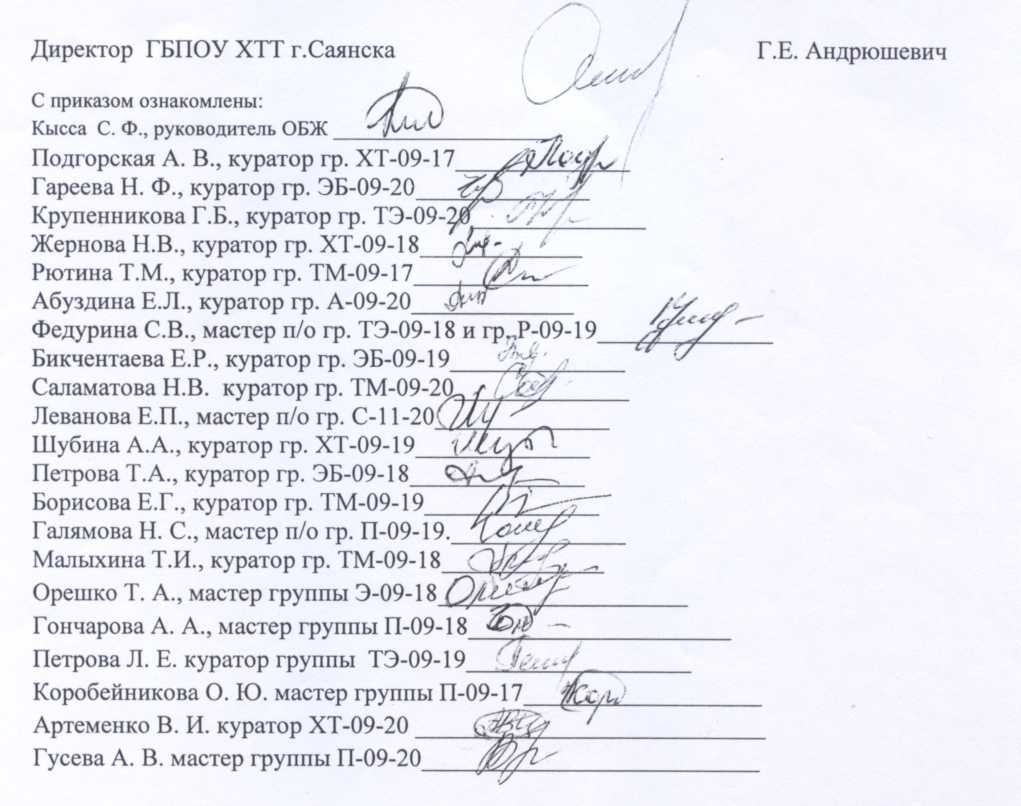 Директор ГБПОУ ХТТ г.Саянска Г.Е. Андрюшевич
С приказом ознакомлены:
Кысса С. Ф., руководитель ОБЖ
Подгорская А. В., куратор гр. ХТ-09-17
Гареева Н. Ф., куратор гр. ЭБ-09-20
Крупенникова Г.Б., куратор гр. ТЭ-09-20
Жернова Н.В., куратор гр. ХТ-09-18
Рютина Т.М., куратор гр. ТМ-09-17
Абуздина Е.Л., куратор гр. А-09-20
Федурина С.В., мастер п/о гр. ТЭ-09-18 и гр. Р-09-19
Бикчентаева Е.Р., куратор гр. ЭБ-09-19
Саламатова Н.В. куратор гр. ТМ-09-20
Леванова Е.П., мастер п/о гр. С-11-20
Шубина А.А., куратор гр. ХТ-09-19
Петрова Т.А., куратор гр. ЭБ-09-18
Борисова Е.Г., куратор гр. ТМ-09-19
Галямова Н. С., мастер п/о гр. П-09-19.
Малыхина Т.И., куратор гр. ТМ-09-18
Орешко Т. А., мастер группы Э-09-18
Гончарова А. А., мастер группы П-09-18
Петрова Л. Е. куратор группы ТЭ-09-19
Коробейникова О. Ю. мастер группы П-09-17
Артеменко В. И. куратор ХТ-09-20
Гусева А. В. мастер группы П-09-20